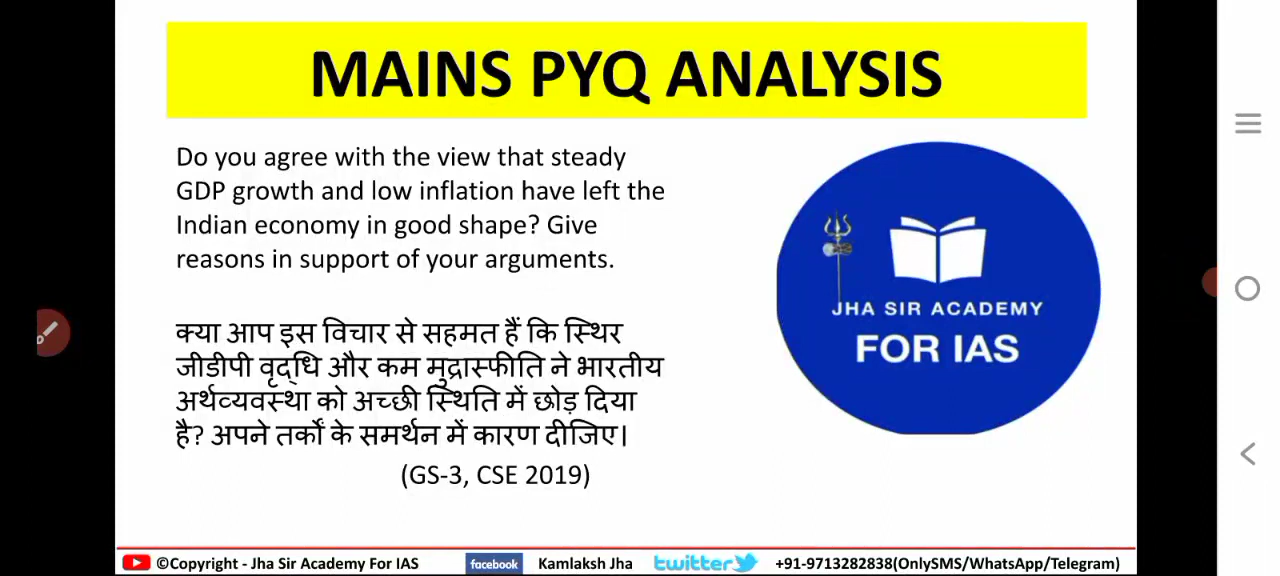 MAINS PYQ ANALYSIS
Do you agree with the view that steady
GDP growth and low inflation have left the
Indian economy in good shape? Give
reasons in support of your arguments.
क्या आप इस विचार से सहमत हैं कि स्थिर
जीडीपी वृद्धि और कम मुद्रास्फीति ने भारतीय
अर्थव्यवस्था को अच्छी स्थिति में छोड़ दिया
है? अपने तर्कों के समर्थन में कारण दीजिए।
(GS-3, CSE 2019)
JHA SIR ACADEMY
FOR IAS
©Copyright - Jha Sir Academy For IAS facebook Kamlaksh Jha twitter +91-9713282838(OnlySMS/WhatsApp/Telegram)